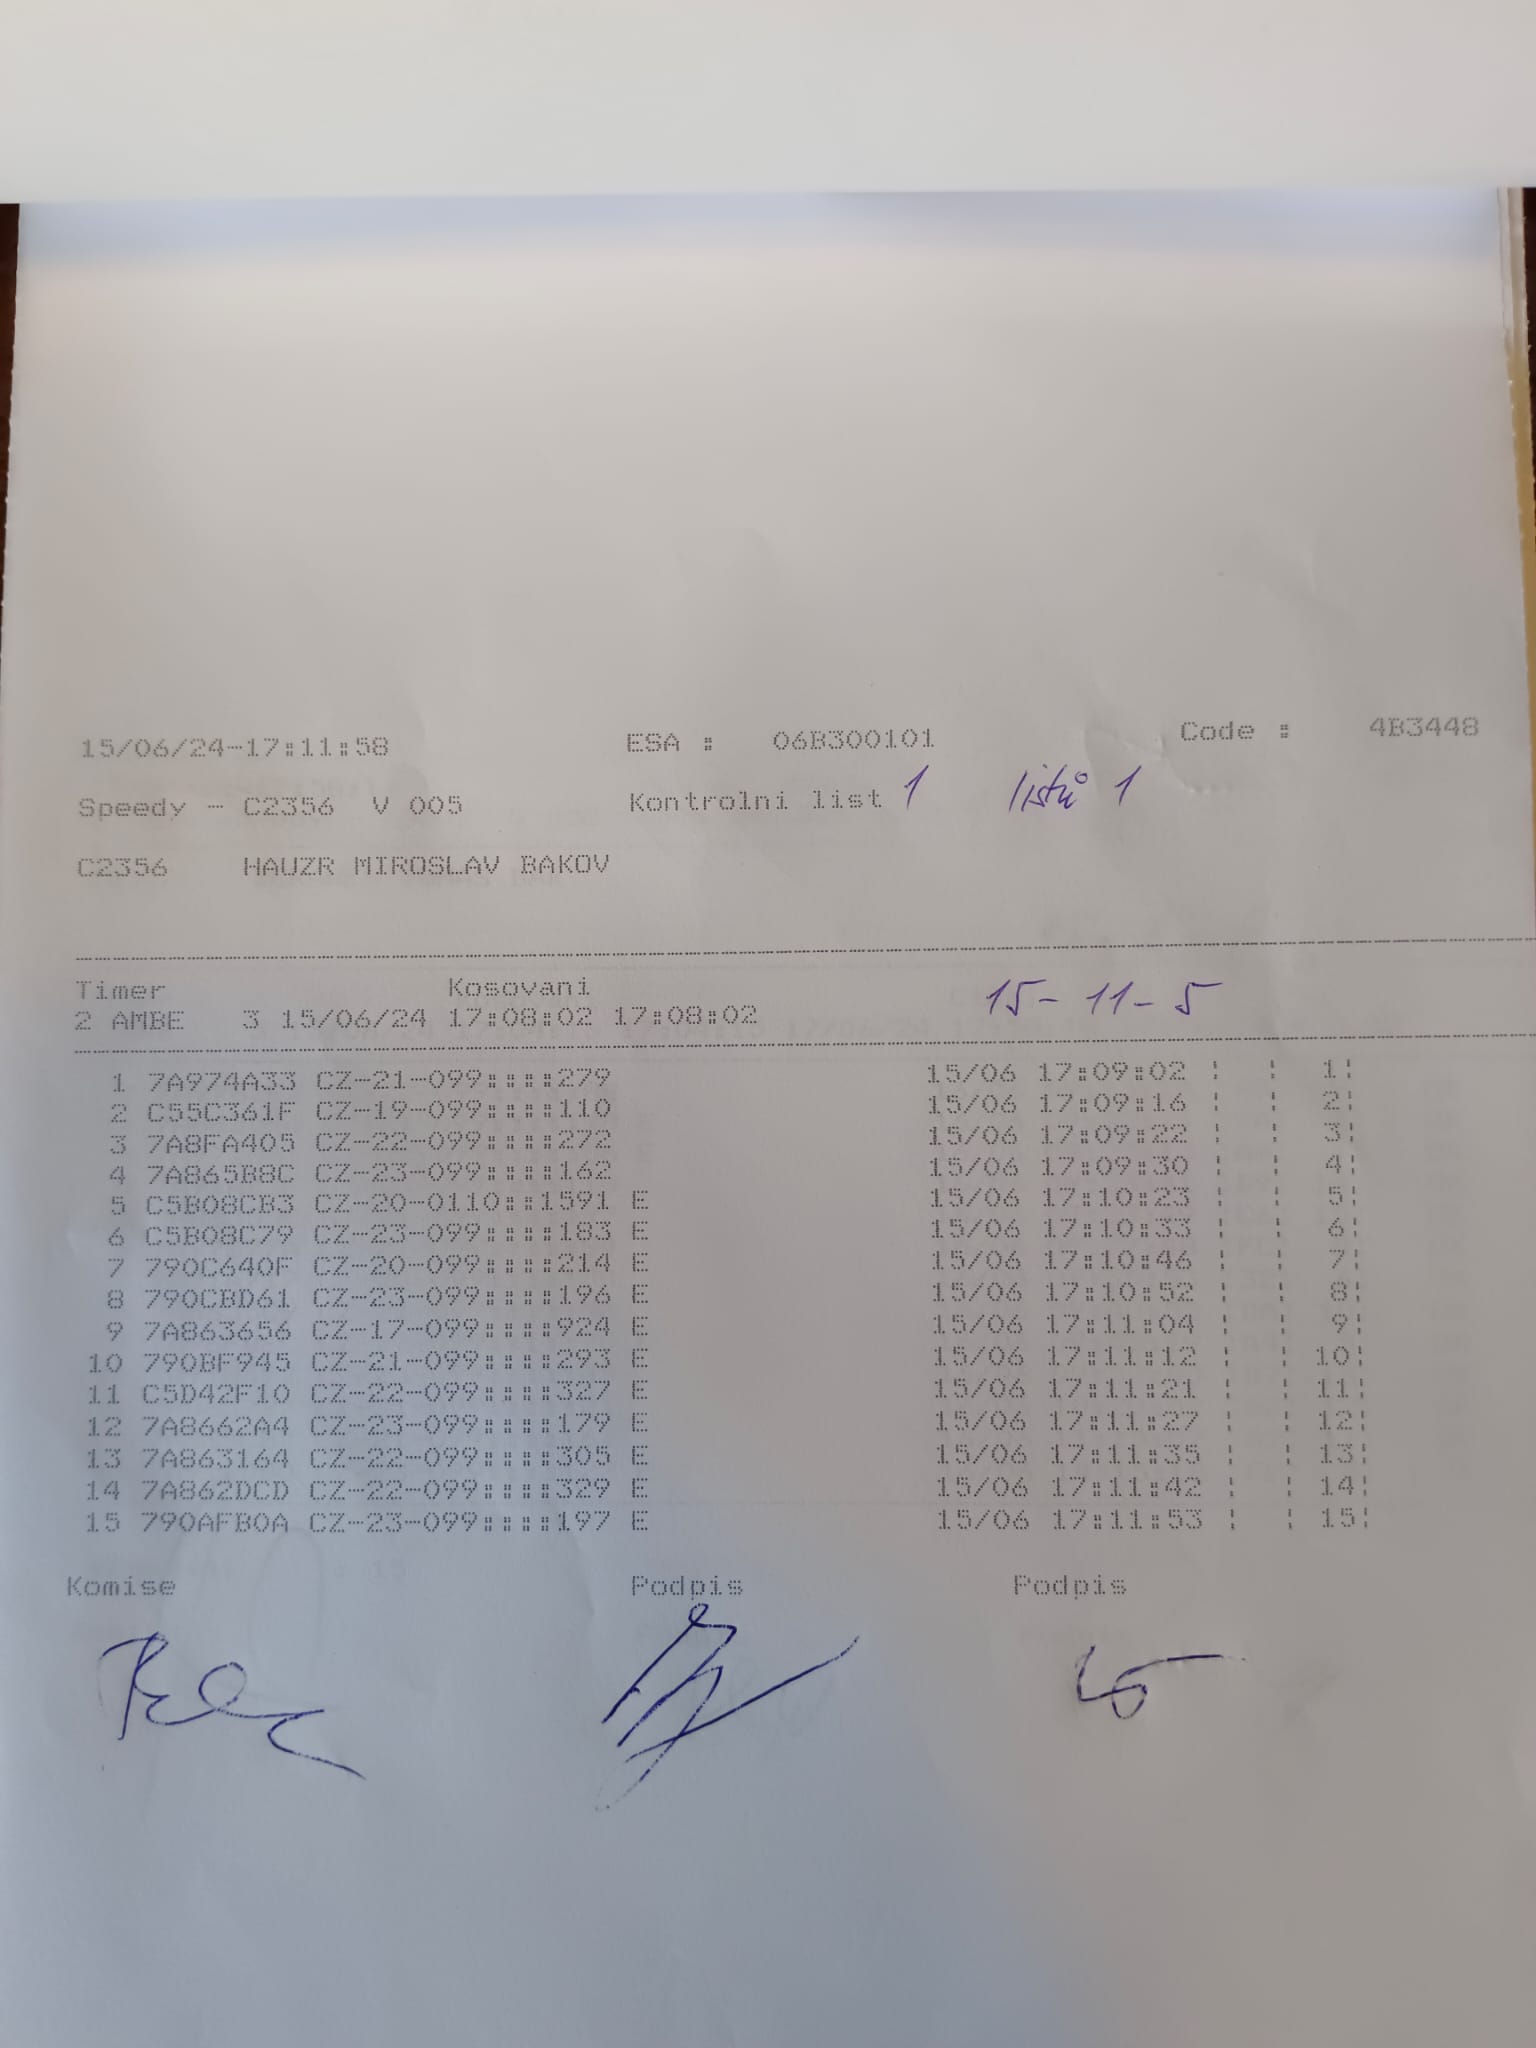 15/06/24-17:11:58 ESA : 06B300101 Code : 4B3448
Speedy - C2356 V 005 Kontrolni list 1 listů 1
C2356 HAUZR MIROSLAV BAKOV
Timer Kosovani
2 AMBE 3 15/06/24 17:08:02 17:08:02 15 - 11 - 5
1 7A974A33 CZ-21-099::::279 15/06 17:09:02 ¦ ¦ 1¦
2 C55C361F CZ-19-099::::110 15/06 17:09:16 ¦ ¦ 2¦
3 7A8FA405 CZ-22-099::::272 15/06 17:09:22 ¦ ¦ 3¦
4 7A865B8C CZ-23-099::::162 15/06 17:09:30 ¦ ¦ 4¦
5 C5B08CB3 CZ-20-0110::1591 E 15/06 17:10:23 ¦ ¦ 5¦
6 C5B08C79 CZ-23-099::::183 E 15/06 17:10:33 ¦ ¦ 6¦
7 790C640F CZ-20-099::::214 E 15/06 17:10:46 ¦ ¦ 7¦
8 790CBD61 CZ-23-099::::196 E 15/06 17:10:52 ¦ ¦ 8¦
9 7A863656 CZ-17-099::::924 E 15/06 17:11:04 ¦ ¦ 9¦
10 790BF945 CZ-21-099::::293 E 15/06 17:11:12 ¦ ¦ 10¦
11 C5D42F10 CZ-22-099::::327 E 15/06 17:11:21 ¦ ¦ 11¦
12 7A8662A4 CZ-23-099::::179 E 15/06 17:11:27 ¦ ¦ 12¦
13 7A863164 CZ-22-099::::305 E 15/06 17:11:35 ¦ ¦ 13¦
14 7A862DCD CZ-22-099::::329 E 15/06 17:11:42 ¦ ¦ 14¦
15 790AFB0A CZ-23-099::::197 E 15/06 17:11:53 ¦ ¦ 15¦
Komise Podpis Podpis